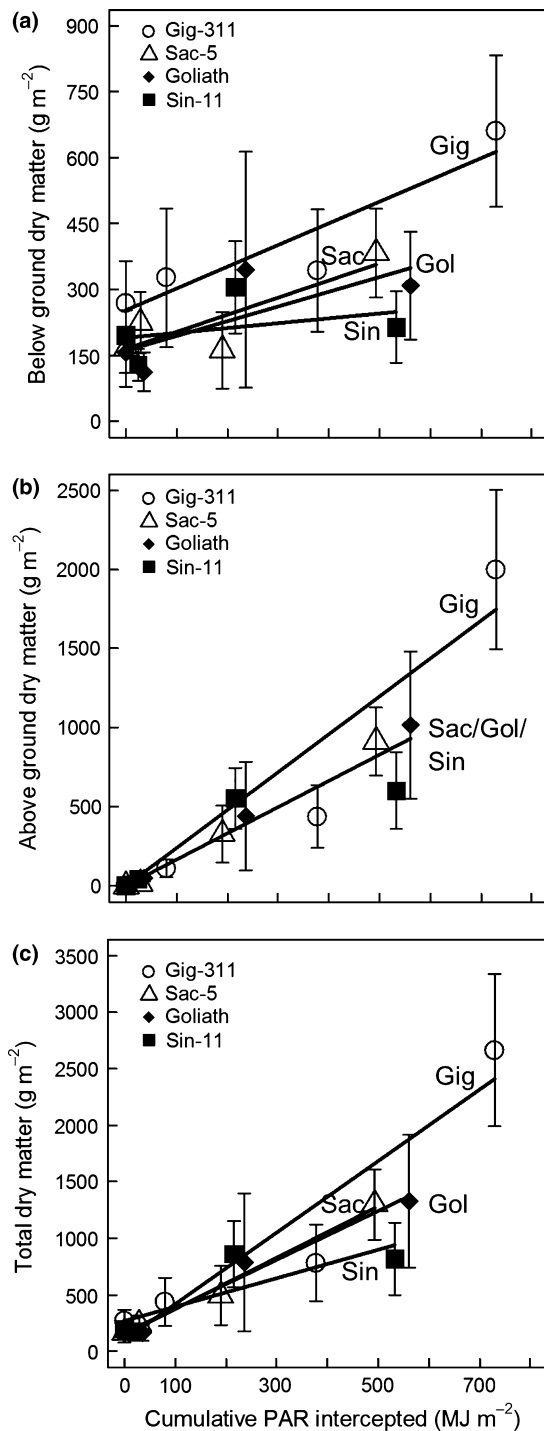 (a)
Gig-311
Sac-5
Goliath
Sin-11
900
750
600
450
300
150
0
Below ground dry matter (g m−2)
Gig
Sac
Gol
Sin
(b)
Gig-311
Sac-5
Goliath
Sin-11
2500
2000
1500
1000
500
0
Above ground dry matter (g m−2)
Gig
Sac/Gol/
Sin
(c)
Gig-311
Sac-5
Goliath
Sin-11
3500
3000
2500
2000
1500
1000
500
0
Total dry matter (g m−2)
Gig
Sac
Gol
Sin
0 100 300 500 700
Cumulative PAR intercepted (MJ m−2)